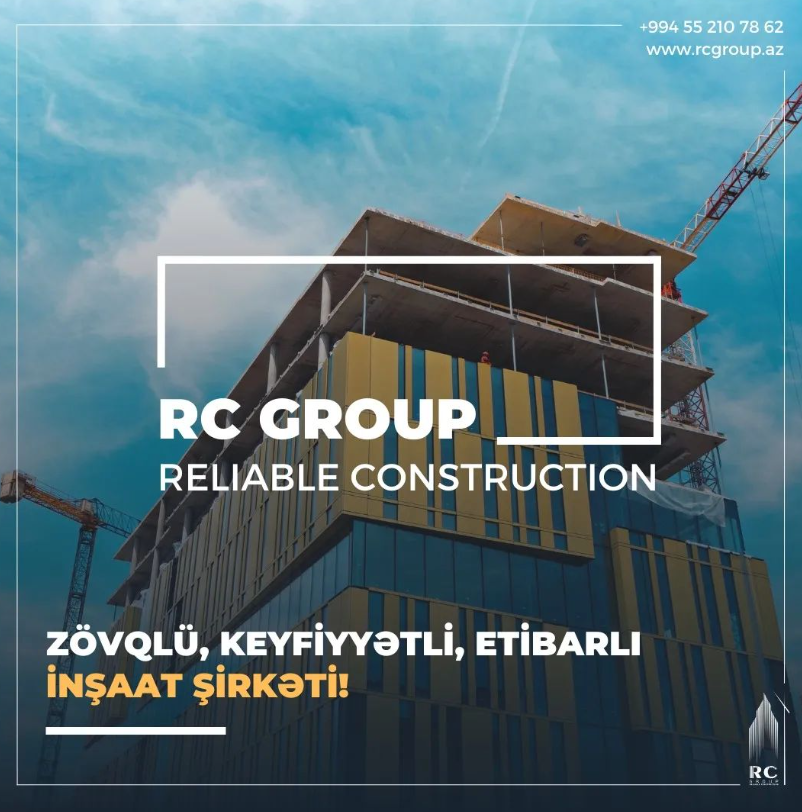 +994 55 210 78 62
www.rcgroup.az
RC GROUP
RELIABLE CONSTRUCTION
ZÖVQLÜ, KEYFİYYƏTLİ, ETİBARLI
İNŞAAT ŞİRKƏTİ!
RC
GROUP